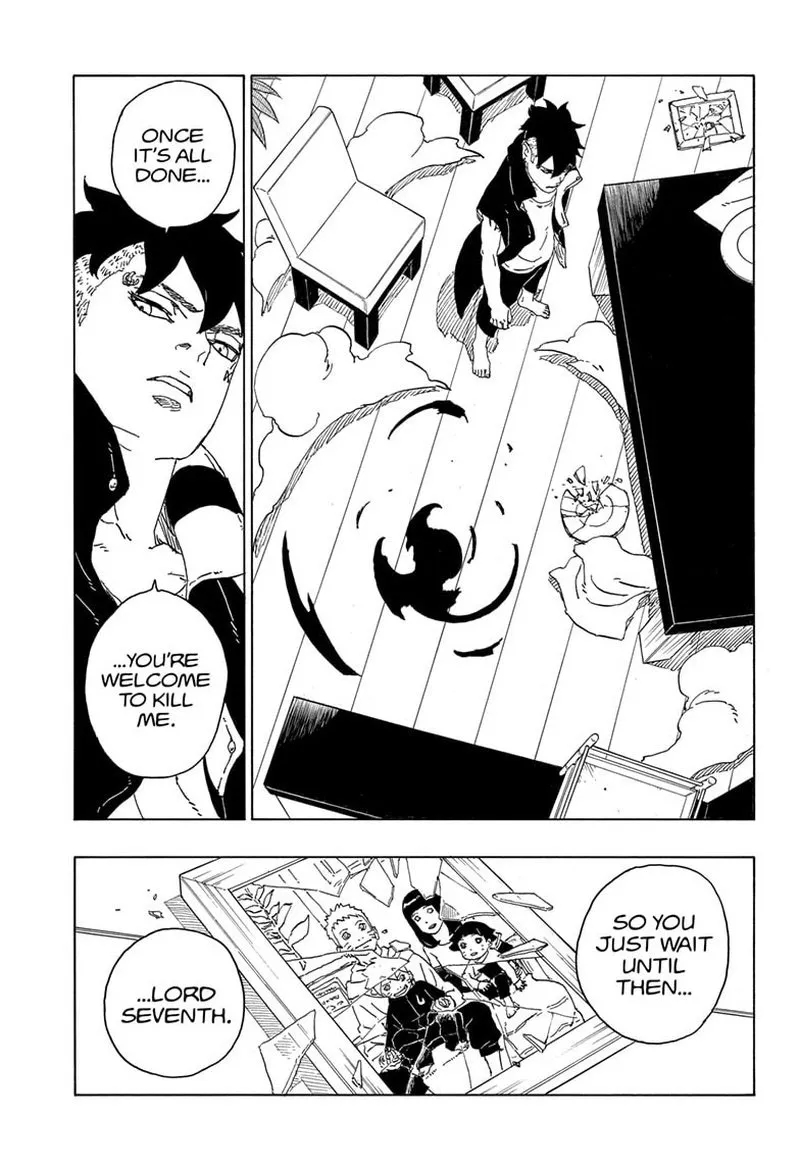 ONCE
IT'S ALL
DONE...
...YOU'RE
WELCOME
TO KILL
ME.
SO YOU
JUST WAIT
UNTIL
THEN...
...LORD
SEVENTH.